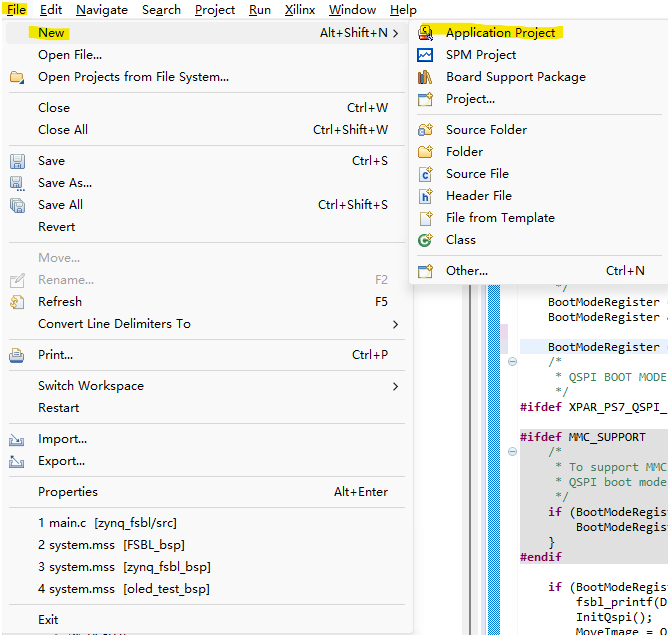 File Edit Navigate Search Project Run Xilinx Window Help
New Alt+Shift+N
Open File...
Open Projects from File System...
Close Ctrl+W
Close All Ctrl+Shift+W
Save Ctrl+S
Save As...
Save All Ctrl+Shift+S
Revert
Move...
Rename... F2
Refresh F5
Convert Line Delimiters To
Print... Ctrl+P
Switch Workspace
Restart
Import...
Export...
Properties Alt+Enter
1 main.c [zynq_fsbl/src]
2 system.mss [FSBL_bsp]
3 system.mss [zynq_fsbl_bsp]
4 system.mss [oled_test_bsp]
Exit
Application Project
SPM Project
Board Support Package
Project...
Source Folder
Folder
Source File
Header File
File from Template
Class
Other... Ctrl+N
*/
BootModeRegister
BootModeRegister
BootModeRegister
/*
* QSPI BOOT MODE
*/
#ifdef XPAR_PS7_QSPI_
#ifdef MMC_SUPPORT
/*
* To support MMC
* QSPI boot mode
*/
if (BootModeRegis
BootModeRegis
}
#endif
if (BootModeRegis
fsbl_printf(D
InitQspi();
MoveImage =